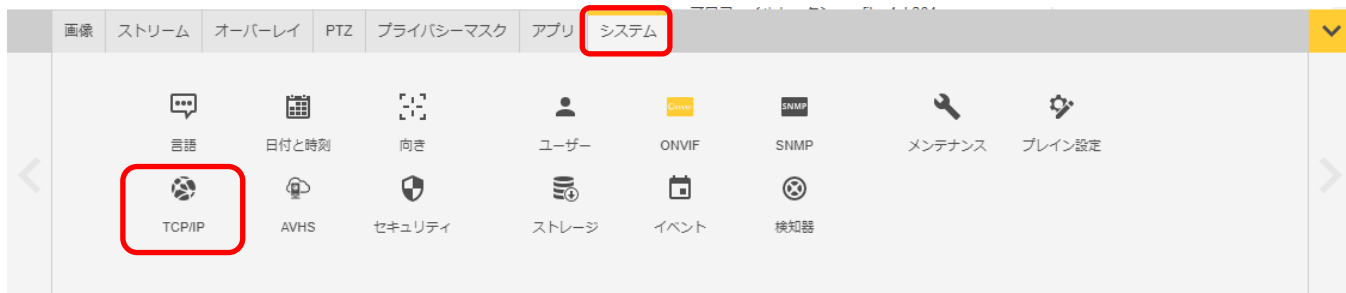 画像 ストリーム オーバーレイ PTZ プライバシーマスク アプリ システム
言語 日付と時刻 向き ユーザー ONVIF SNMP SNMP メンテナンス プレイン設定
TCP/IP AVHS セキュリティ ストレージ イベント 検知器